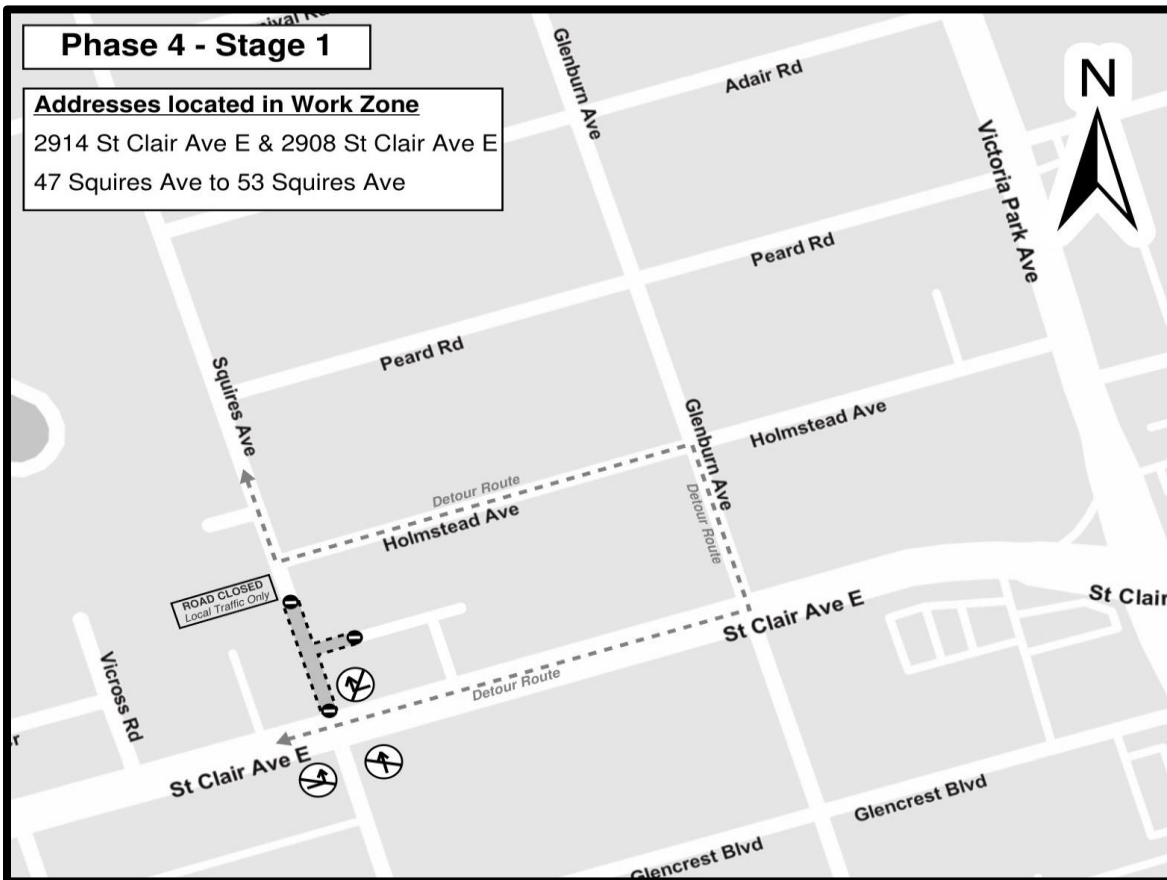 Phase 4 - Stage 1
Addresses located in Work Zone
2914 St Clair Ave E & 2908 St Clair Ave E
47 Squires Ave to 53 Squires Ave
ival Rd
Glenburn Ave
Adair Rd
N
Victoria Park Ave
Peard Rd
Peard Rd
Squires Ave
Glenburn Ave
Holmstead Ave
Detour Route
Holmstead Ave
Detour Route
ROAD CLOSED
Local Traffic Only
St Clair Ave E
St Clair
Vicross Rd
Detour Route
St Clair Ave E
Glencrest Blvd
Glencrest Blvd